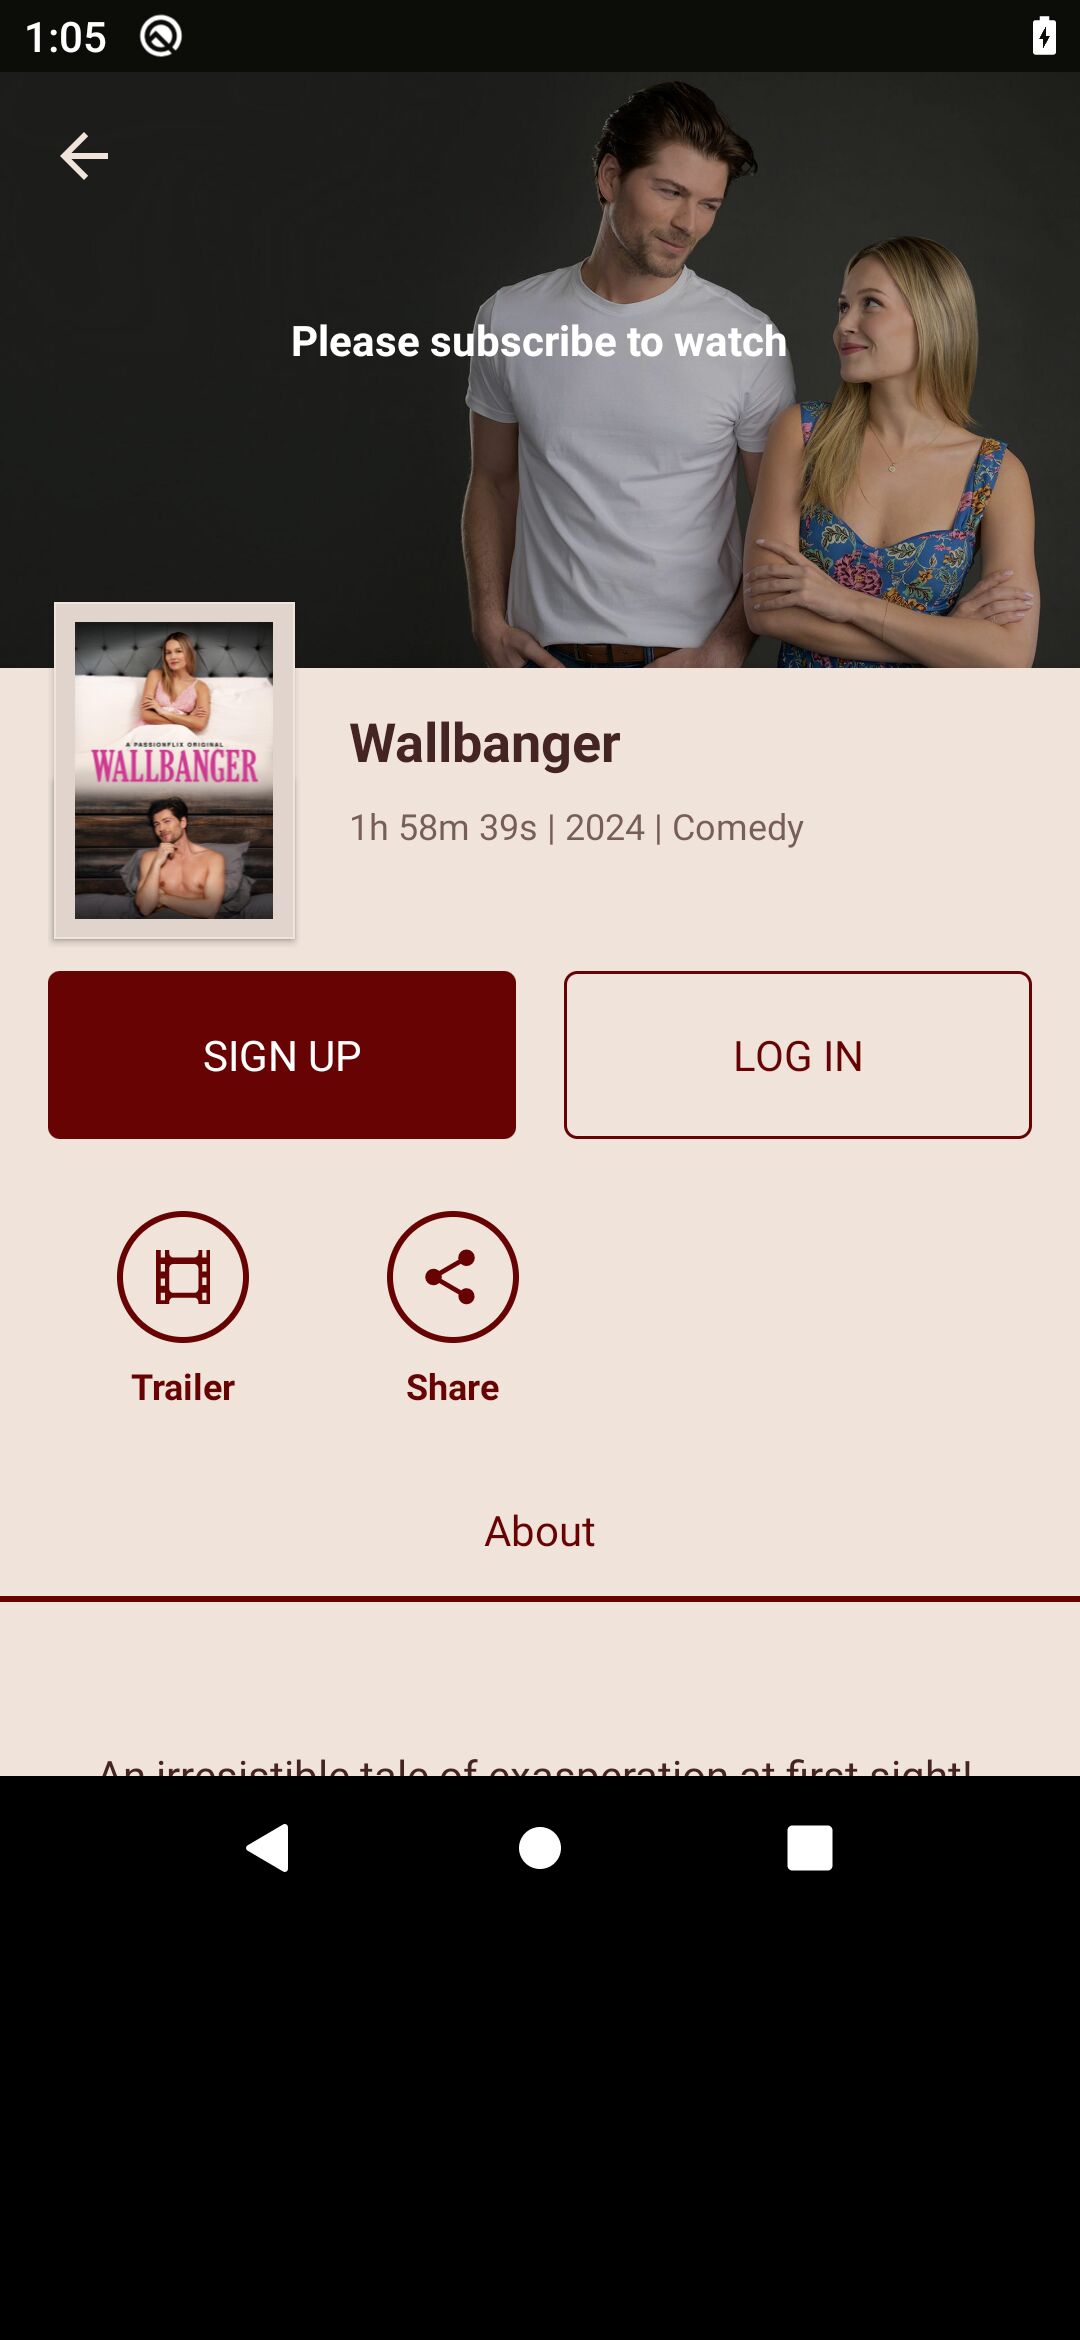 1:05
Please subscribe to watch
A PASSIONFLIX ORIGINAL
WALLBANGER
Wallbanger
1h 58m 39s | 2024 | Comedy
SIGN UP
LOG IN
Trailer
Share
About
An irresistible tale of exasperation at first sight!